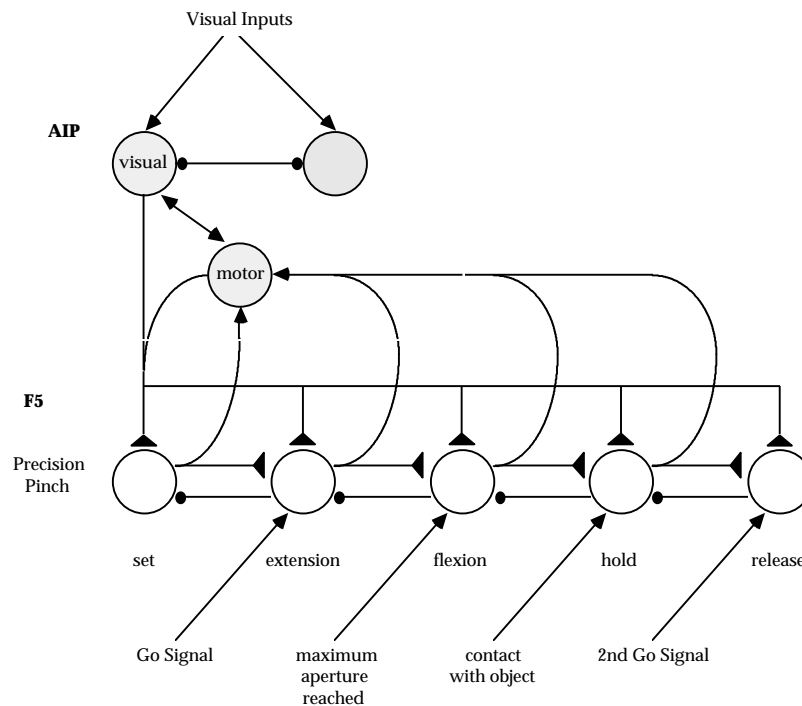 Visual Inputs
AIP
visual
motor
F5
Precision
Pinch
set
extension
flexion
hold
release
Go Signal
maximum
aperture
reached
contact
with object
2nd Go Signal